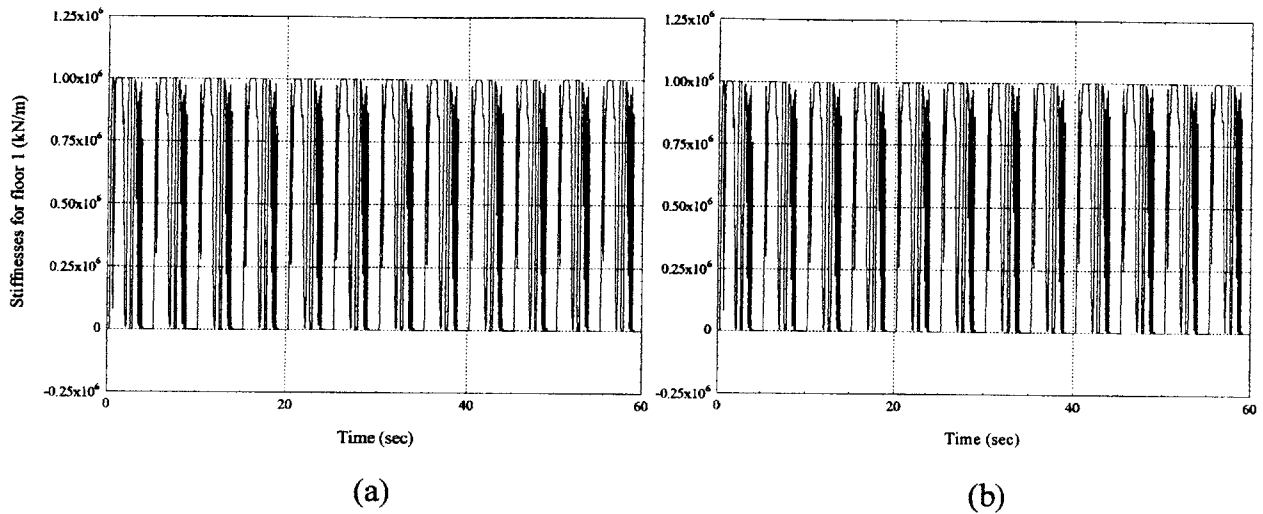 Stiffnesses for floor 1 (kN/m)
1.25x10⁶
1.00x10⁶
0.75x10⁶
0.50x10⁶
0.25x10⁶
0
-0.25x10⁶
0
20
40
60
Time (sec)
(a)
1.25x10⁶
1.00x10⁶
0.75x10⁶
0.50x10⁶
0.25x10⁶
0
-0.25x10⁶
0
20
40
60
Time (sec)
(b)